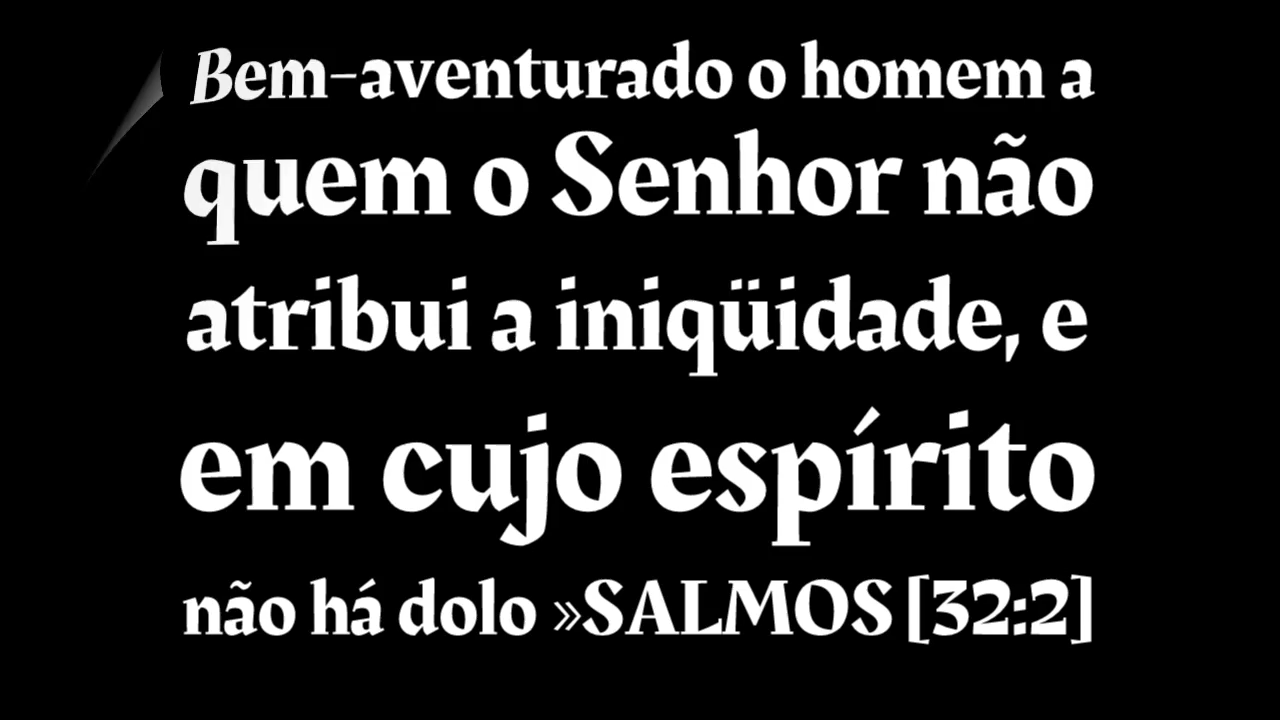 Bem-aventurado o homem a
quem o Senhor não
atribui a iniqüidade, e
em cujo espírito
não há dolo »SALMOS [32:2]